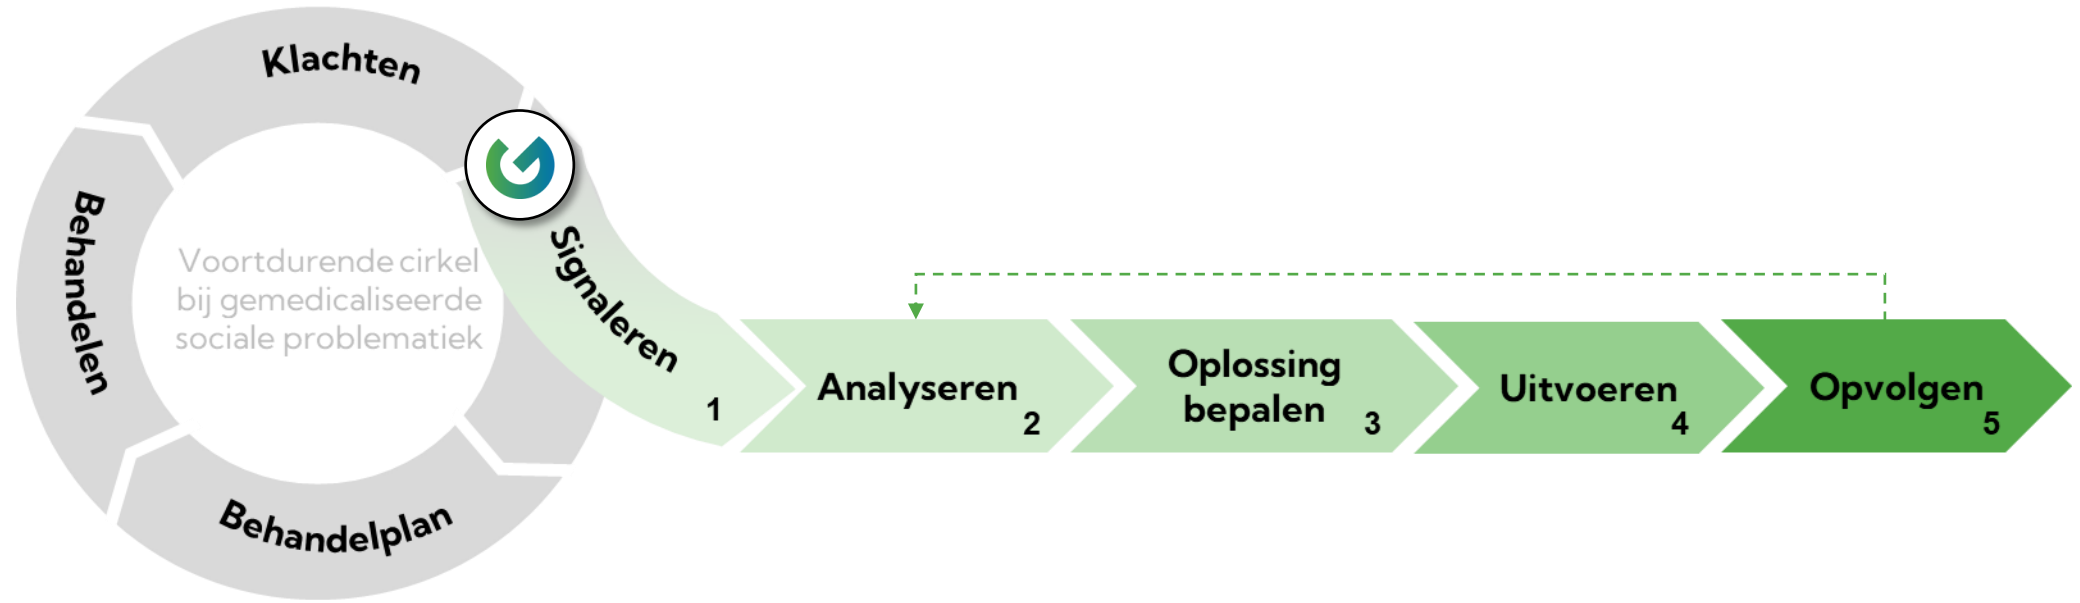 Klachten
Behandelen
Behandelplan
Voortdurende cirkel
bij gemedicaliseerde
sociale problematiek
Signaleren
1
Analyseren
2
Oplossing
bepalen
3
Uitvoeren
4
Opvolgen
5